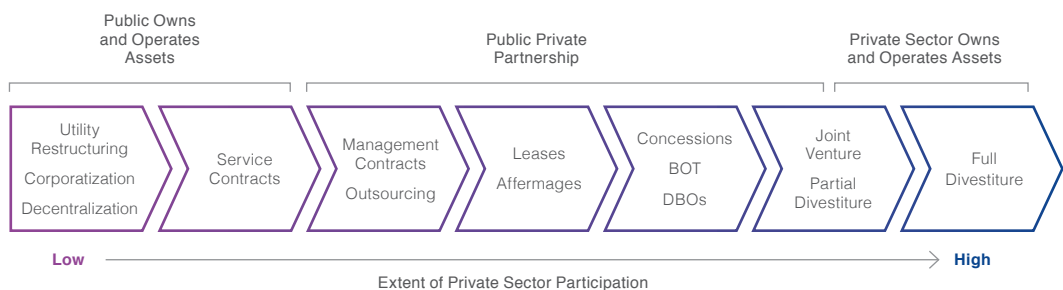 Public Owns
and Operates
Assets
Public Private
Partnership
Private Sector Owns
and Operates Assets
Utility
Restructuring
Corporatization
Decentralization
Service
Contracts
Management
Contracts
Outsourcing
Leases
Affermages
Concessions
BOT
DBOs
Joint
Venture
Partial
Divestiture
Full
Divestiture
Low
High
Extent of Private Sector Participation